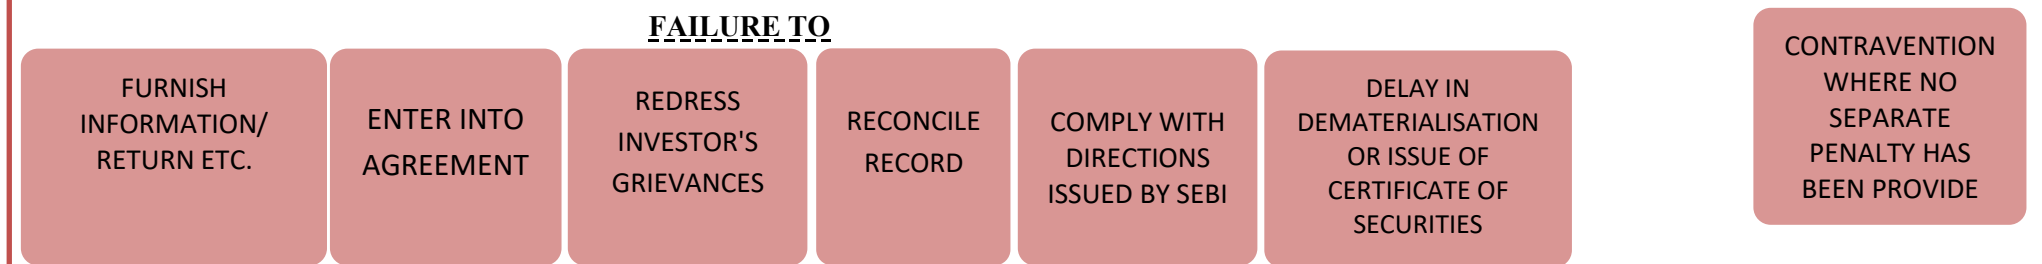 FAILURE TO
FURNISH
INFORMATION/
RETURN ETC.
ENTER INTO
AGREEMENT
REDRESS
INVESTOR'S
GRIEVANCES
RECONCILE
RECORD
COMPLY WITH
DIRECTIONS
ISSUED BY SEBI
DELAY IN
DEMATERIALISATION
OR ISSUE OF
CERTIFICATE OF
SECURITIES
CONTRAVENTION
WHERE NO
SEPARATE
PENALTY HAS
BEEN PROVIDE